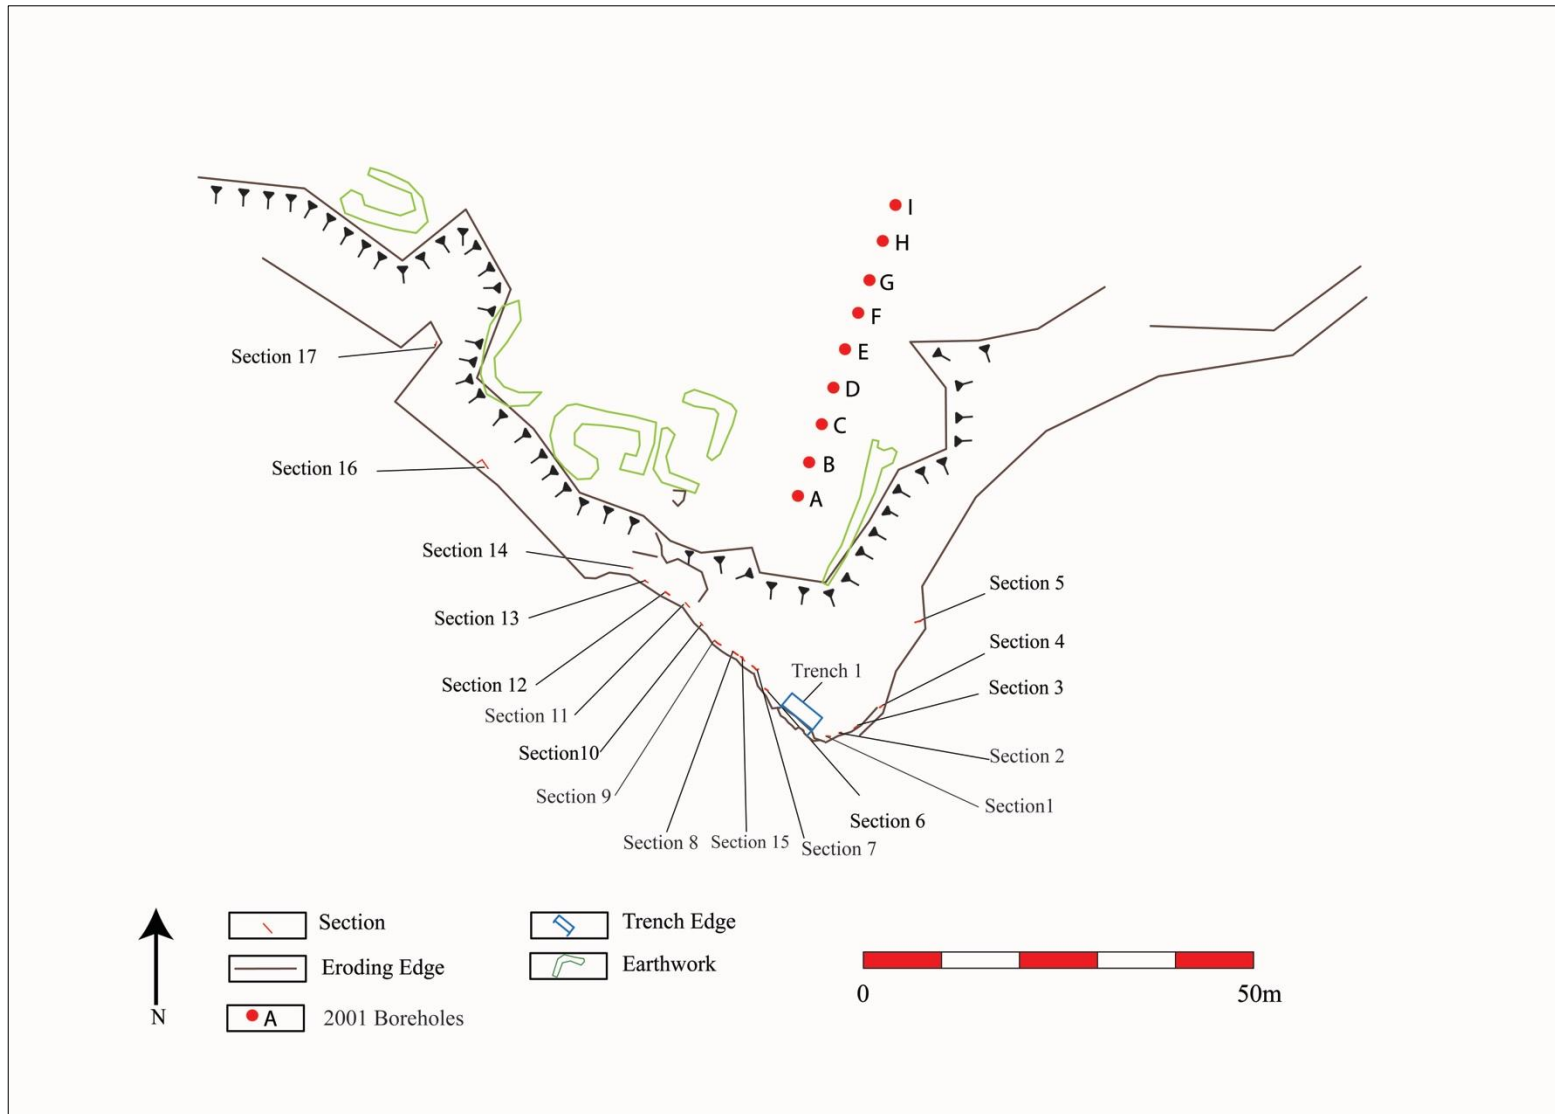 I
H
G
F
E
D
C
B
A
Section 17
Section 16
Section 14
Section 13
Section 12
Section 11
Section10
Section 9
Section 8
Section 15
Section 7
Section 6
Section1
Section 2
Section 3
Section 4
Section 5
Trench 1
N
Section
Eroding Edge
A
2001 Boreholes
Trench Edge
Earthwork
0
50m